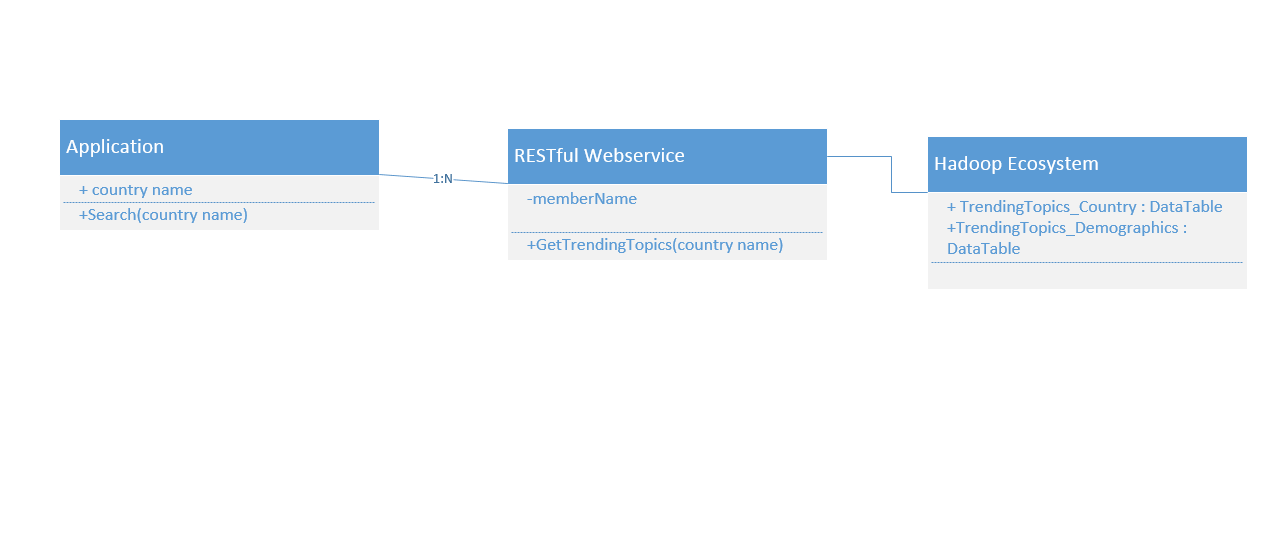 Application
+ country name
+Search(country name)
1:N
RESTful Webservice
-memberName
+GetTrendingTopics(country name)
Hadoop Ecosystem
+ TrendingTopics_Country : DataTable
+TrendingTopics_Demographics :
DataTable